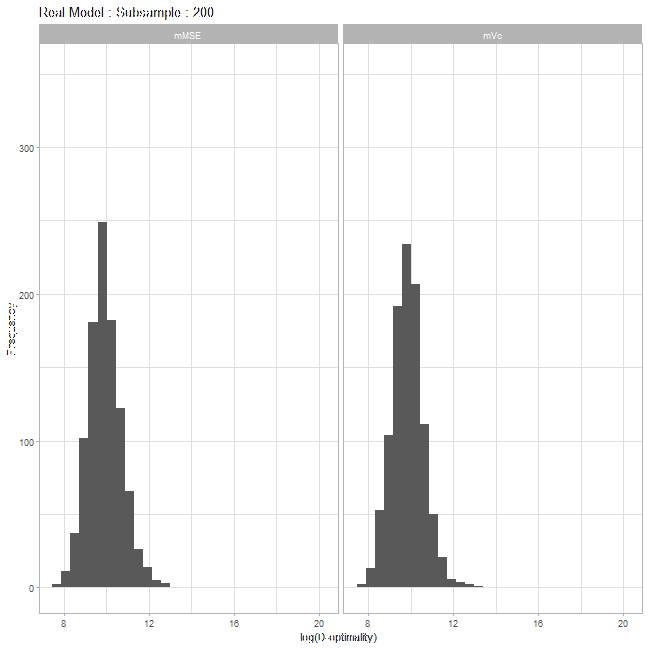 Real Model : Subsample : 200
mMSE mVc
300
200
100
0
Frequency
8 12 16 20 8 12 16 20
log(D-optimality)